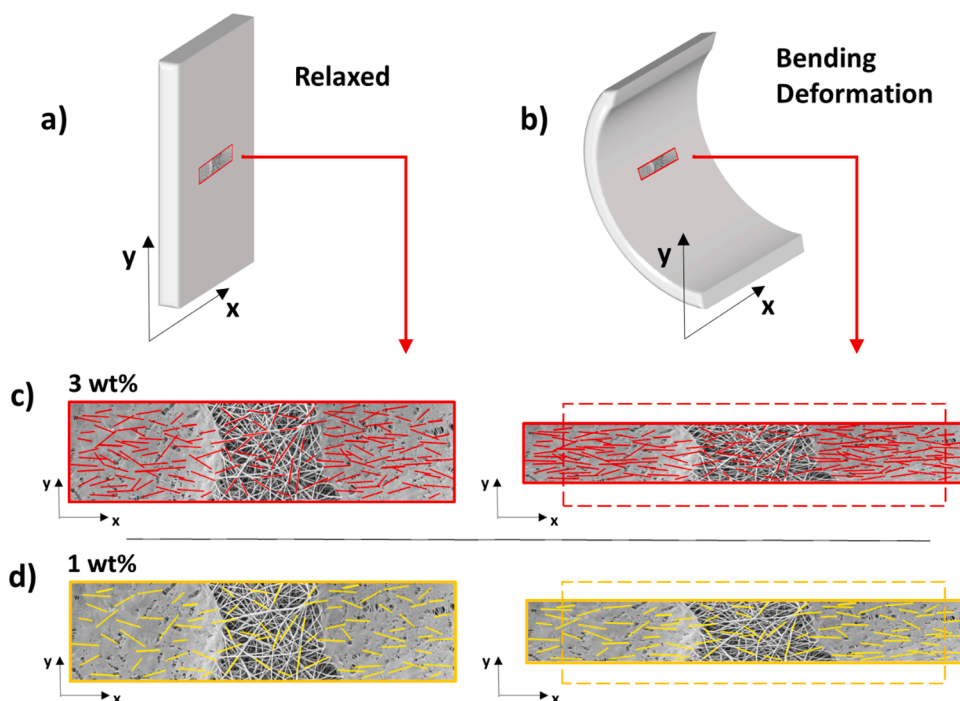 a)
Relaxed
y
x
b)
Bending
Deformation
y
x
c)
3 wt%
y
x
y
x
d)
1 wt%
y
x
y
x